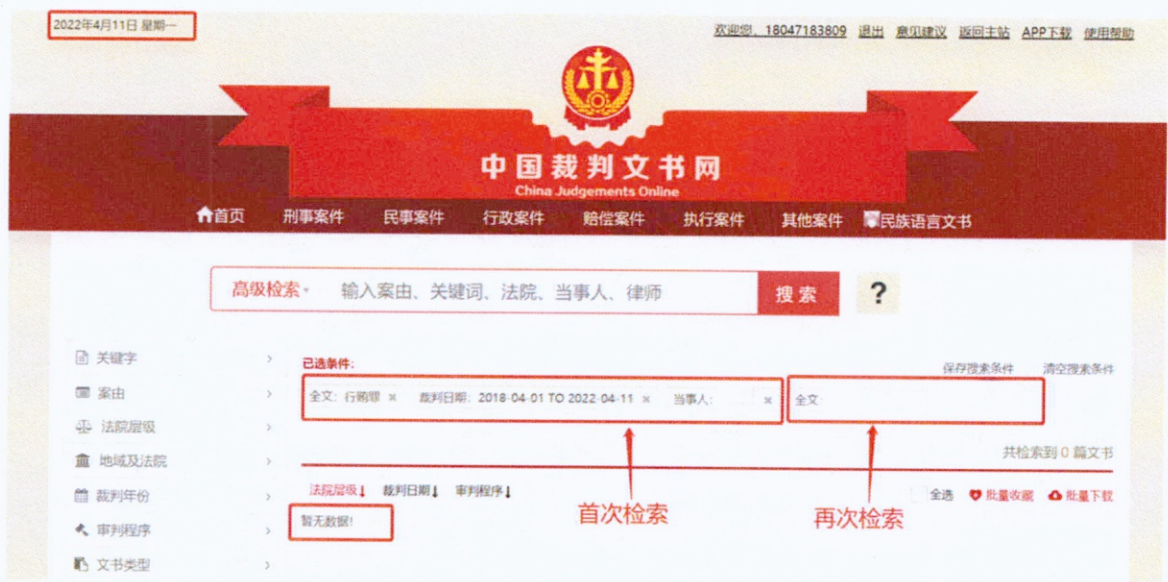 2022年4月11日 星期一
欢迎您，18047183809 退出 意见建议 返回主站 APP下载 使用帮助
中国裁判文书网
China Judgements Online
首页 刑事案件 民事案件 行政案件 赔偿案件 执行案件 其他案件 民族语言文书
高级检索 输入案由、关键词、法院、当事人、律师 搜索 ?
关键字
案由
法院层级
地域及法院
裁判年份
审判程序
文书类型
已选条件：
保存搜索条件 清空搜索条件
全文：行贿罪 × 裁判日期：2018-04-01 TO 2022-04-11 × 当事人： × 全文：
共检索到 0 篇文书
法院层级↓ 裁判日期↓ 审判程序↓ 全选 批量收藏 批量下载
暂无数据!
首次检索 再次检索